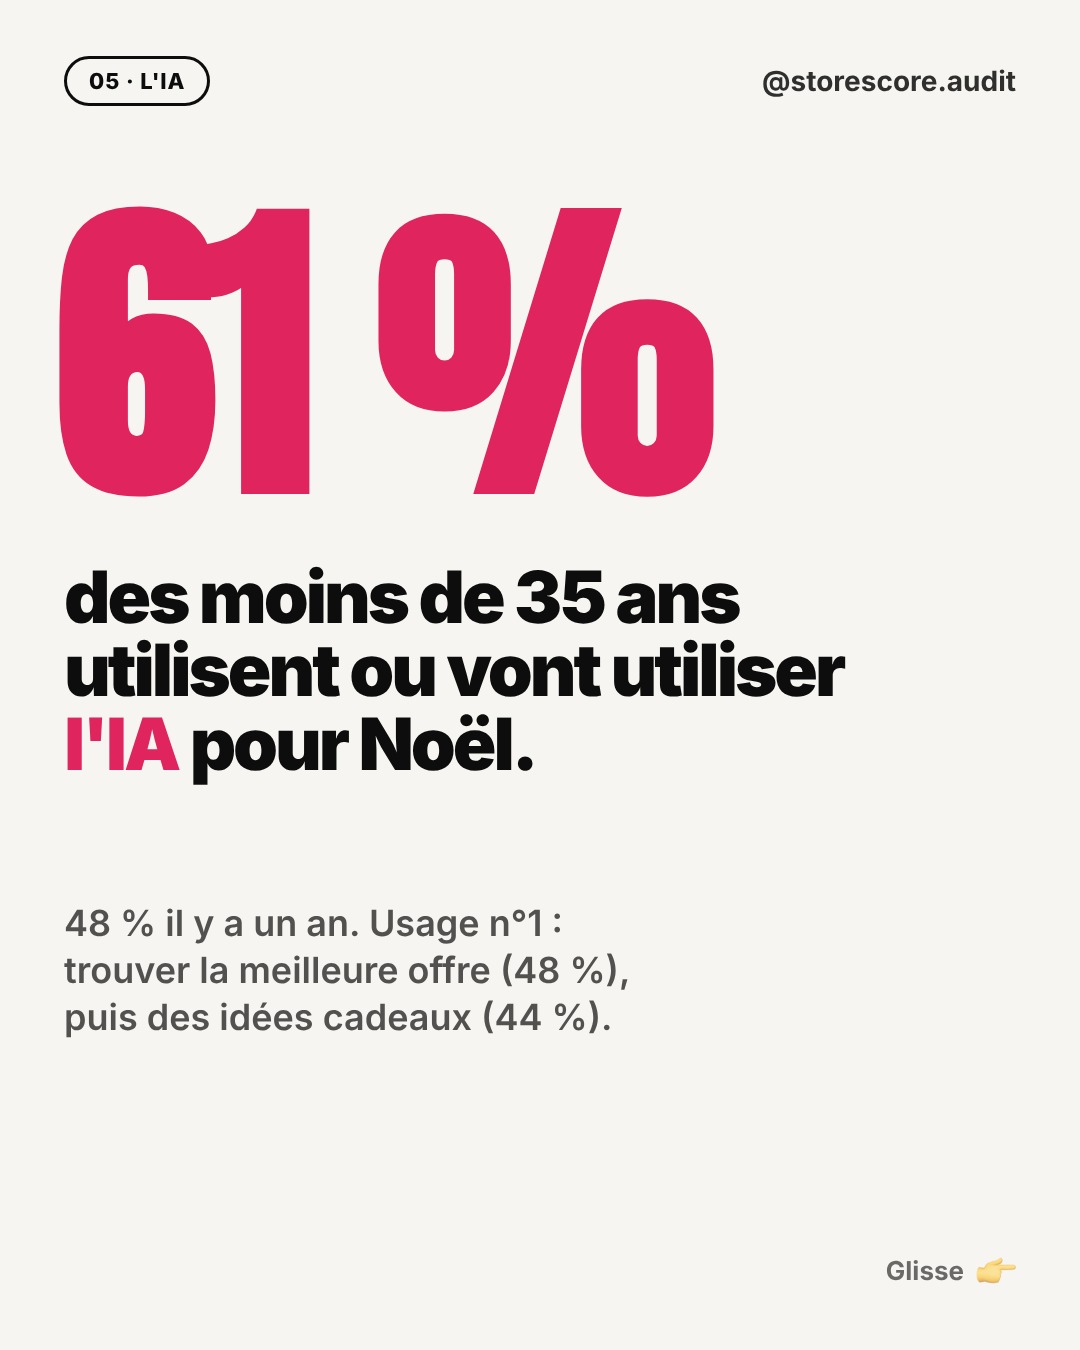 05 · L'IA
@storescore.audit
61 %
des moins de 35 ans
utilisent ou vont utiliser
l'IA pour Noël.
48 % il y a un an. Usage n°1 :
trouver la meilleure offre (48 %),
puis des idées cadeaux (44 %).
Glisse 👉